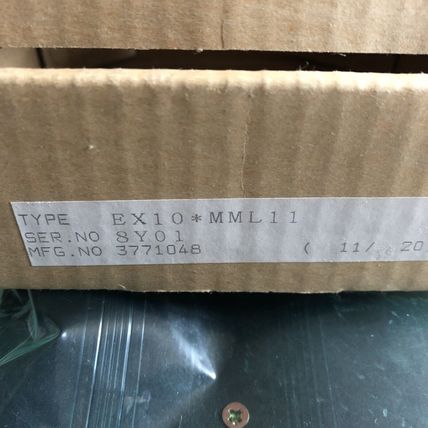 TYPE EX10*MML11
SER.NO 8Y01
MFG.NO 3771048 ( 11/ 20